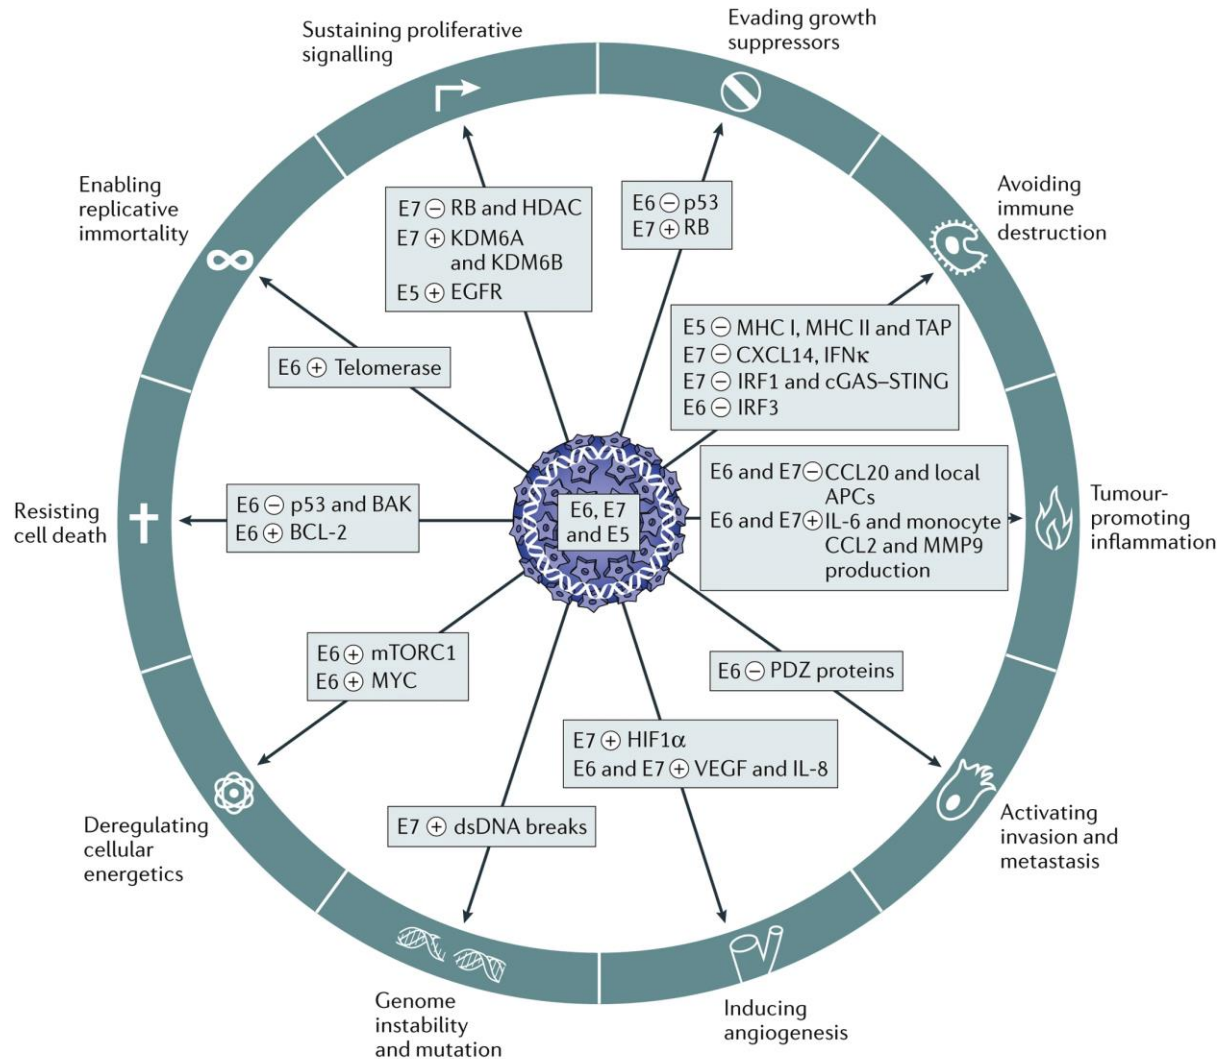 Sustaining proliferative
signalling
Evading growth
suppressors
Enabling
replicative
immortality
Avoiding
immune
destruction
E7 ⊖ RB and HDAC
E7 ⊕ KDM6A
and KDM6B
E5 ⊕ EGFR
E6 ⊖ p53
E7 ⊕ RB
E5 ⊖ MHC I, MHC II and TAP
E7 ⊖ CXCL14, IFNκ
E7 ⊖ IRF1 and cGAS–STING
E6 ⊖ IRF3
E6 ⊕ Telomerase
Resisting
cell death
E6 ⊖ p53 and BAK
E6 ⊕ BCL-2
E6, E7
and E5
E6 and E7 ⊖ CCL20 and local
APCs
E6 and E7 ⊕ IL-6 and monocyte
CCL2 and MMP9
production
Tumour-
promoting
inflammation
E6 ⊕ mTORC1
E6 ⊕ MYC
E6 ⊖ PDZ proteins
E7 ⊕ HIF1α
E6 and E7 ⊕ VEGF and IL-8
E7 ⊕ dsDNA breaks
Deregulating
cellular
energetics
Activating
invasion and
metastasis
Genome
instability
and mutation
Inducing
angiogenesis